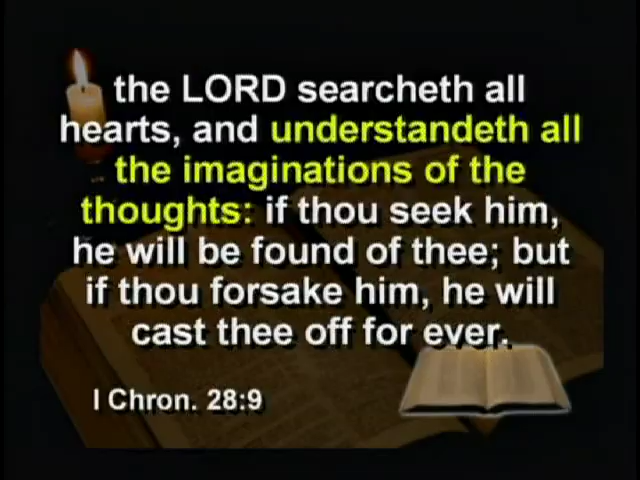 the LORD searcheth all
hearts, and understandeth all
the imaginations of the
thoughts: if thou seek him,
he will be found of thee; but
if thou forsake him, he will
cast thee off for ever.
I Chron. 28:9